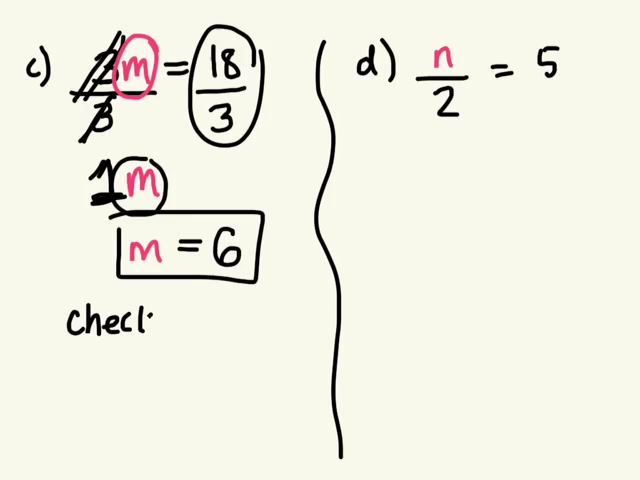 c) 3m/3 = 18/3
1m
m = 6
chec
d) n/2 = 5